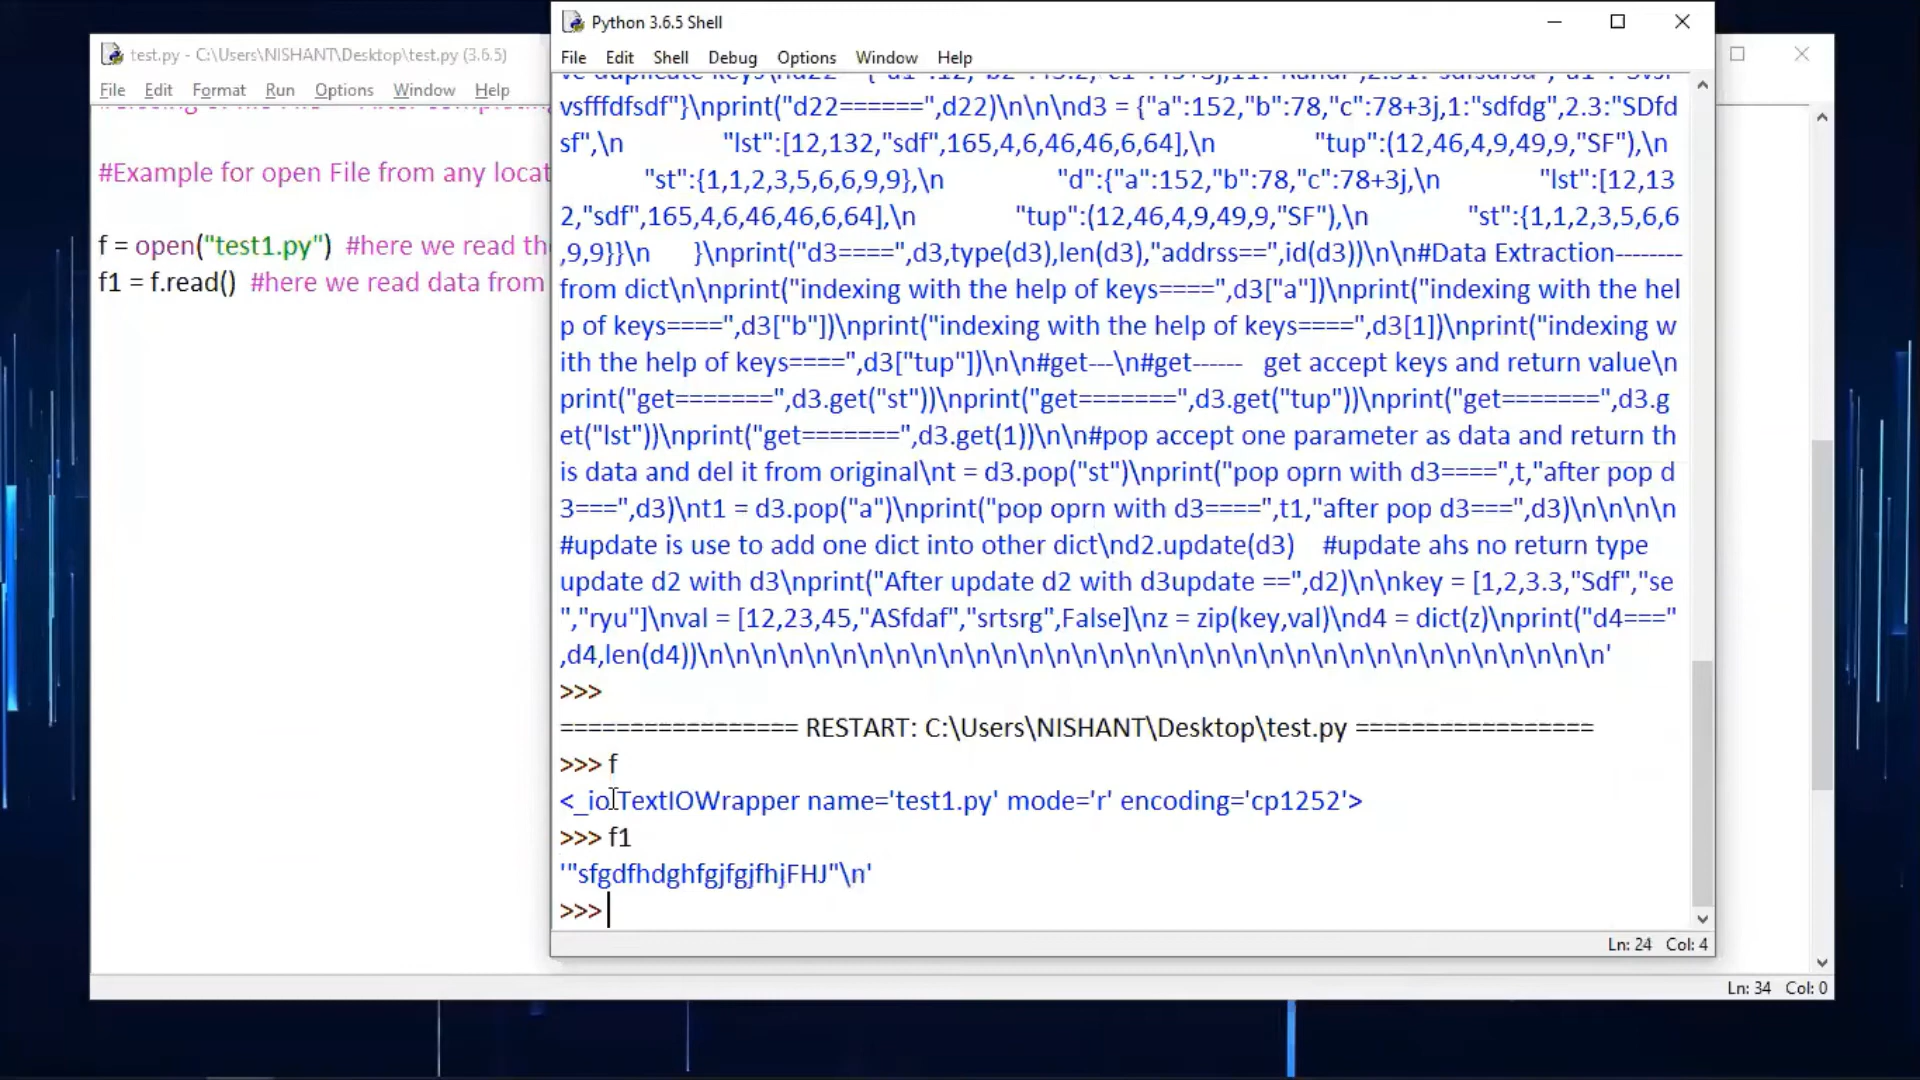 test.py - C:\Users\NISHANT\Desktop\test.py (3.6.5)
File Edit Format Run Options Window Help
#Example for open File from any locat
f = open("test1.py")  #here we read th
f1 = f.read()  #here we read data from
Python 3.6.5 Shell
File Edit Shell Debug Options Window Help
vsfffdfsdf"}\nprint("d22======",d22)\n\n\nd3 = {"a":152,"b":78,"c":78+3j,1:"sdfdg",2.3:"SDfd
sf",\n      "lst":[12,132,"sdf",165,4,6,46,46,6,64],\n      "tup":(12,46,4,9,49,9,"SF"),\n
"st":{1,1,2,3,5,6,6,9,9},\n      "d":{"a":152,"b":78,"c":78+3j,\n      "lst":[12,13
2,"sdf",165,4,6,46,46,6,64],\n      "tup":(12,46,4,9,49,9,"SF"),\n      "st":{1,1,2,3,5,6,6
,9,9}}\n      }\nprint("d3====",d3,type(d3),len(d3),"addrss==",id(d3))\n\n#Data Extraction--------
from dict\n\nprint("indexing with the help of keys====",d3["a"])\nprint("indexing with the hel
p of keys====",d3["b"])\nprint("indexing with the help of keys====",d3[1])\nprint("indexing w
ith the help of keys====",d3["tup"])\n\n#get---\n#get------   get accept keys and return value\n
print("get=======",d3.get("st"))\nprint("get=======",d3.get("tup"))\nprint("get=======",d3.g
et("lst"))\nprint("get=======",d3.get(1))\n\n#pop accept one parameter as data and return th
is data and del it from original\nt = d3.pop("st")\nprint("pop oprn with d3====",t,"after pop d
3===",d3)\nt1 = d3.pop("a")\nprint("pop oprn with d3====",t1,"after pop d3===",d3)\n\n\n\n
#update is use to add one dict into other dict\nd2.update(d3)    #update ahs no return type
update d2 with d3\nprint("After update d2 with d3update ==",d2)\n\nkey = [1,2,3.3,"Sdf","se
","ryu"]\nval = [12,23,45,"ASfdaf","srtsrg",False]\nz = zip(key,val)\nd4 = dict(z)\nprint("d4==="
,d4,len(d4))\n\n\n\n\n\n\n\n\n\n\n\n\n\n\n\n\n\n\n\n\n\n\n\n\n\n\n\n\n\n\n\n\n\n'
>>>
================= RESTART: C:\Users\NISHANT\Desktop\test.py =================
>>> f
<_io.TextIOWrapper name='test1.py' mode='r' encoding='cp1252'>
>>> f1
'"sfgdfhdghfgjfgjfhjFHJ"\n'
>>>
Ln: 24 Col: 4
Ln: 34 Col: 0